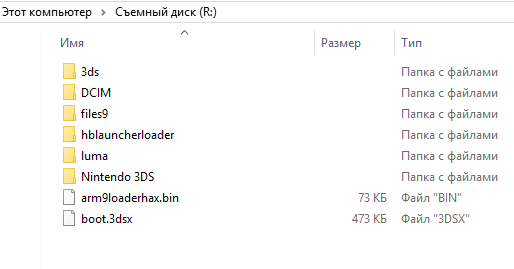 Этот компьютер > Съемный диск (R:)
Имя Размер Тип
3ds Папка с файлами
DCIM Папка с файлами
files9 Папка с файлами
hblauncherloader Папка с файлами
luma Папка с файлами
Nintendo 3DS Папка с файлами
arm9loaderhax.bin 73 КБ Файл "BIN"
boot.3dsx 473 КБ Файл "3DSX"